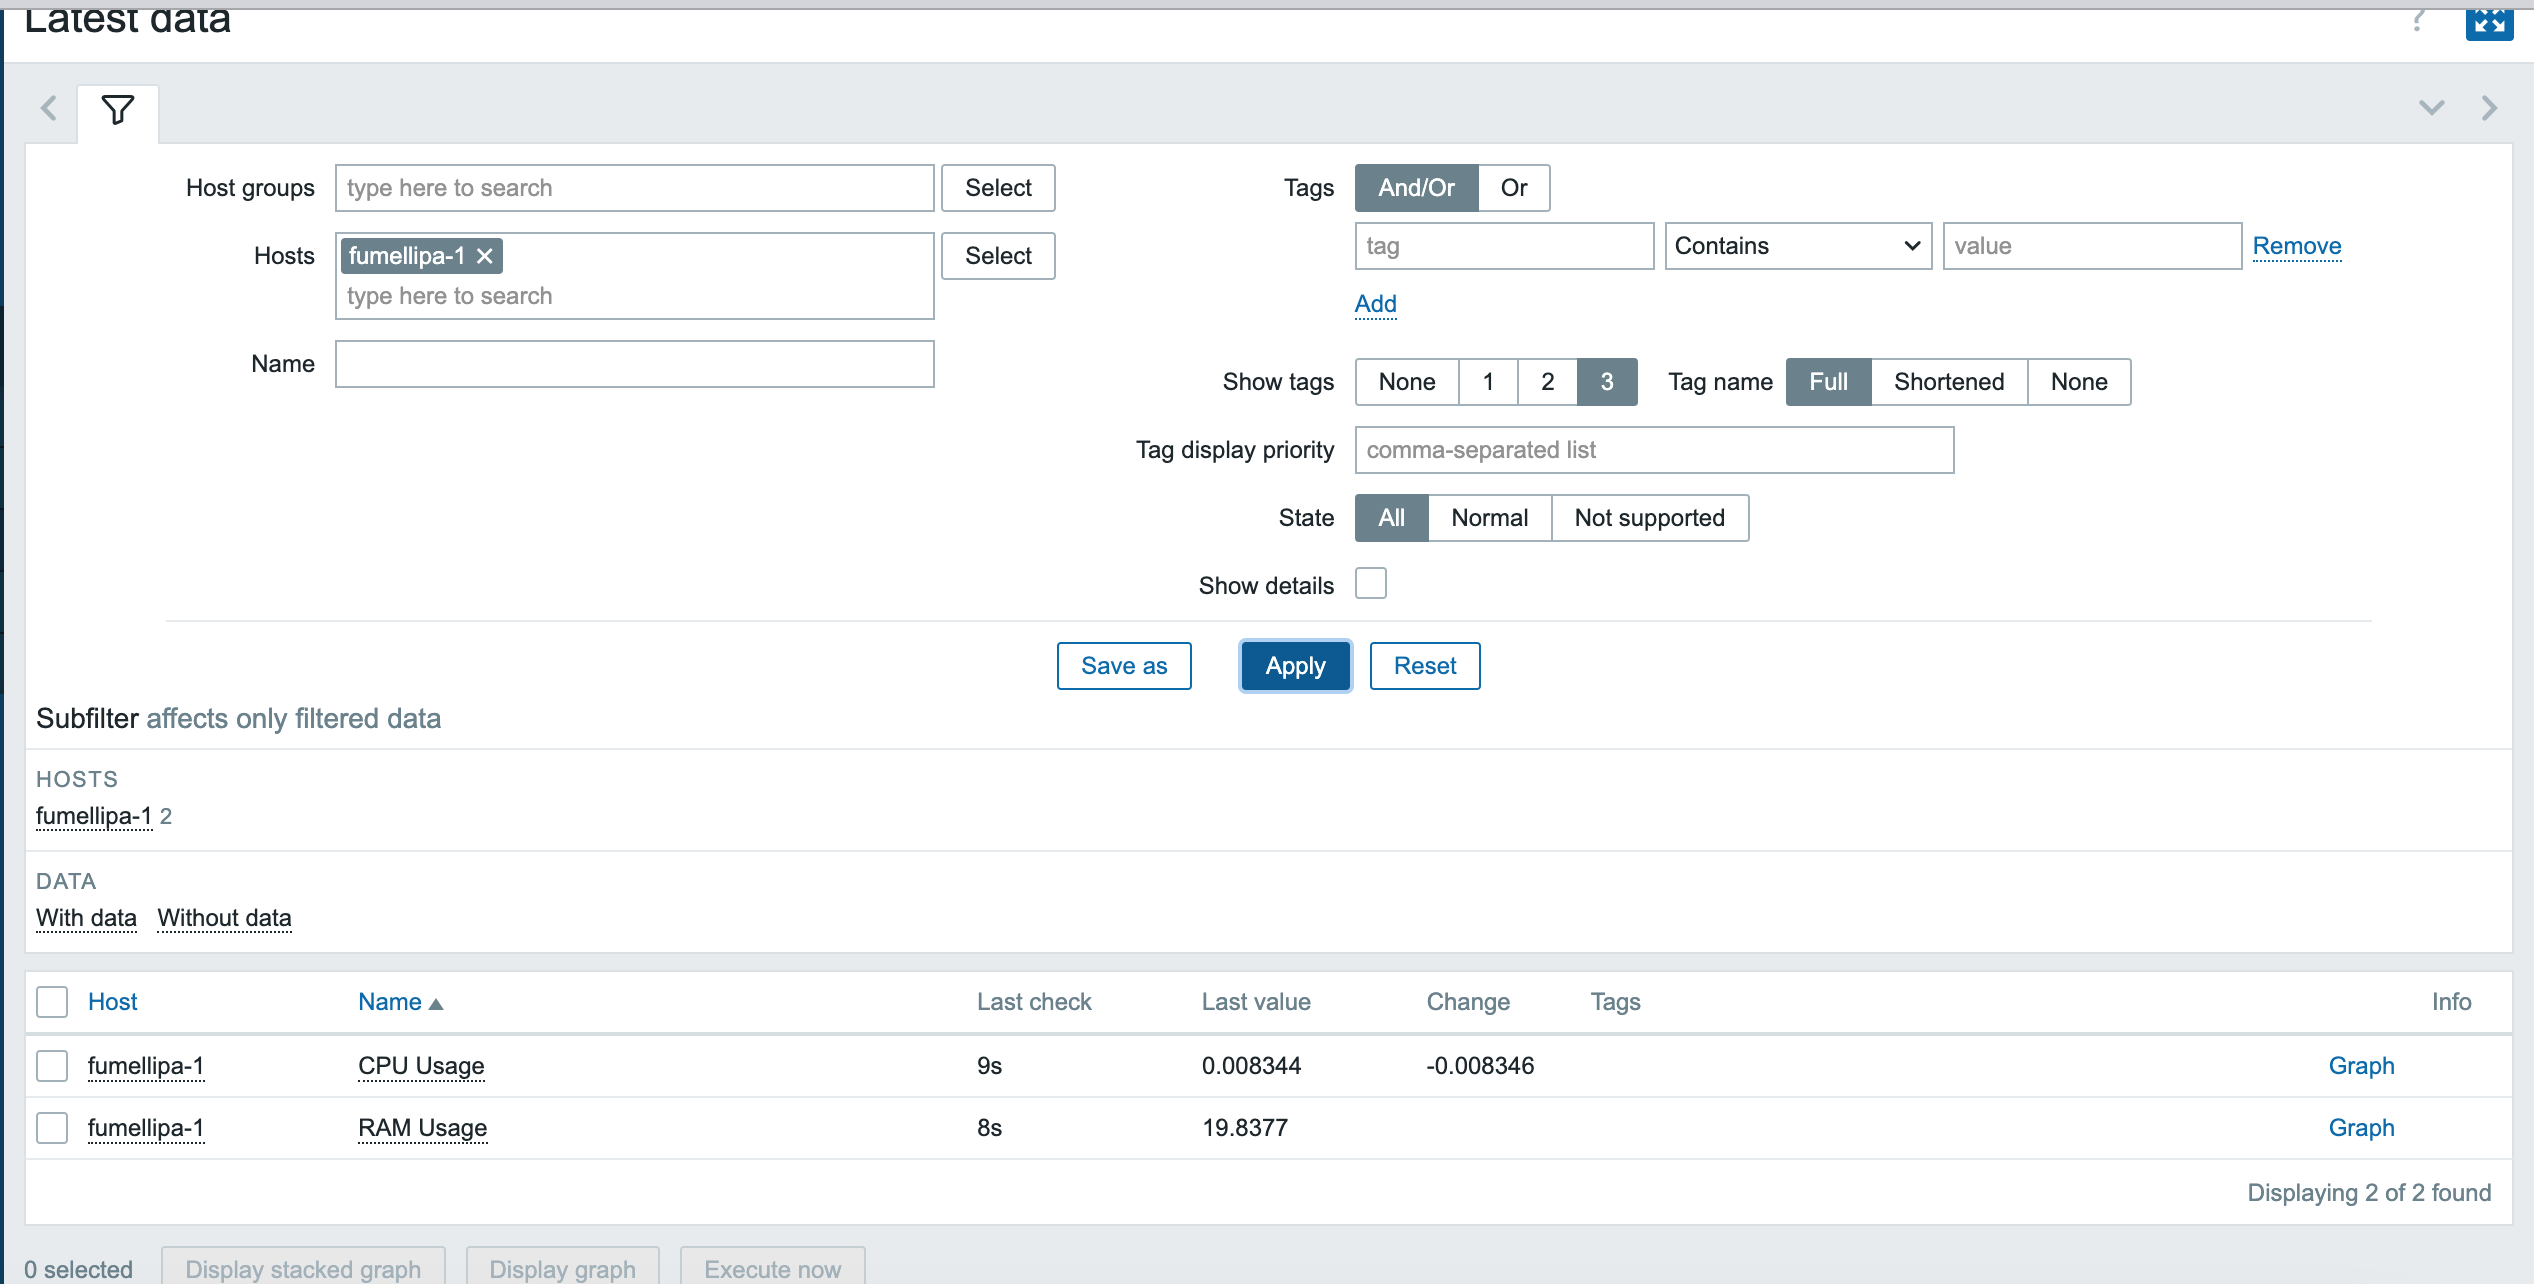 Latest data
?
Host groups type here to search Select
Hosts fumellipa-1 Select
type here to search
Name
Tags And/Or Or
tag Contains value Remove
Add
Show tags None 1 2 3 Tag name Full Shortened None
Tag display priority comma-separated list
State All Normal Not supported
Show details
Save as Apply Reset
Subfilter affects only filtered data
HOSTS
fumellipa-1 2
DATA
With data Without data
Host Name Last check Last value Change Tags Info
fumellipa-1 CPU Usage 9s 0.008344 -0.008346 Graph
fumellipa-1 RAM Usage 8s 19.8377 Graph
Displaying 2 of 2 found
0 selected Display stacked graph Display graph Execute now